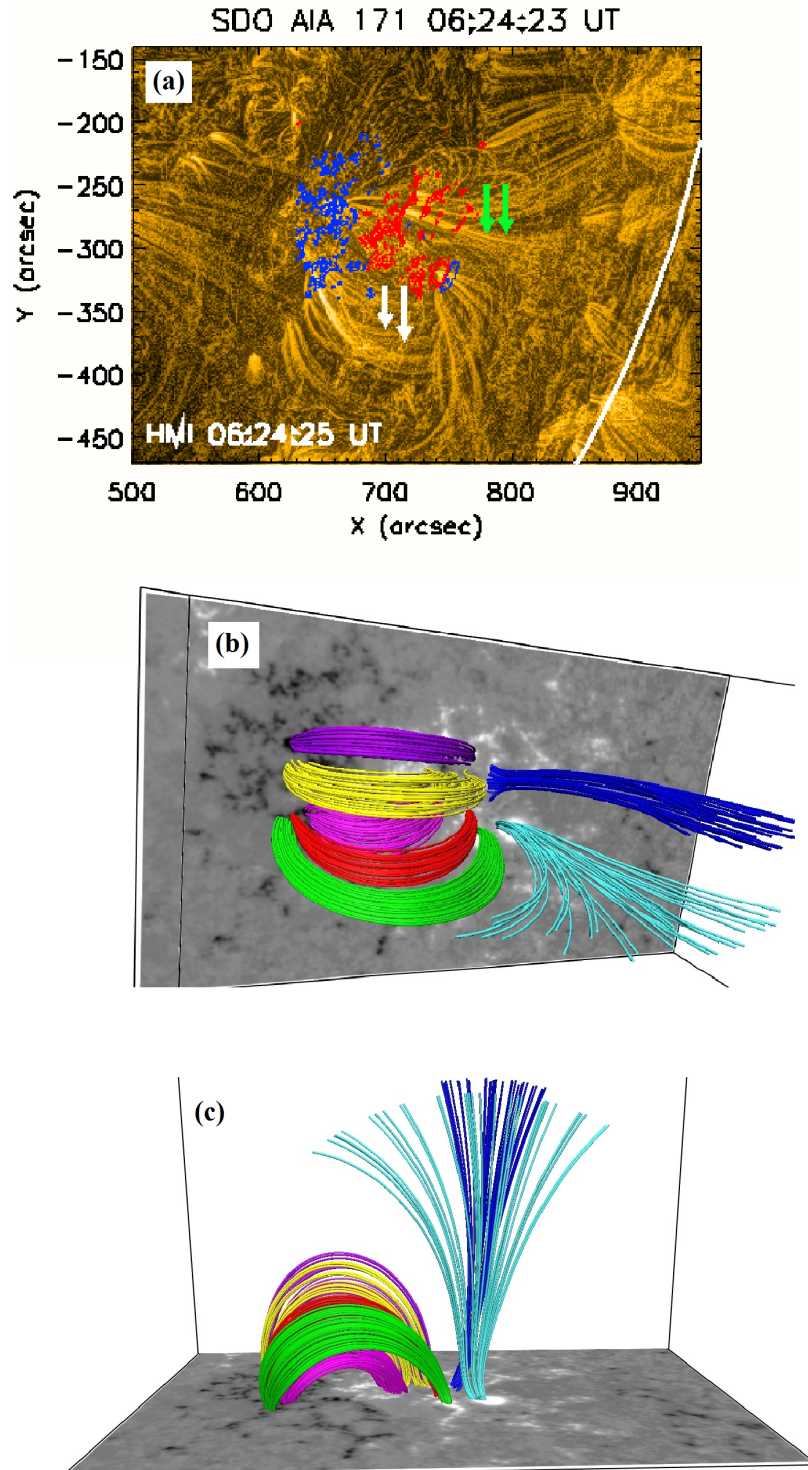 SDO AIA 171 06:24:23 UT
(a)
-150
-200
-250
-300
-350
-400
-450
Y (arcsec)
HMI 06:24:25 UT
500 600 700 800 900
X (arcsec)
(b)
(c)